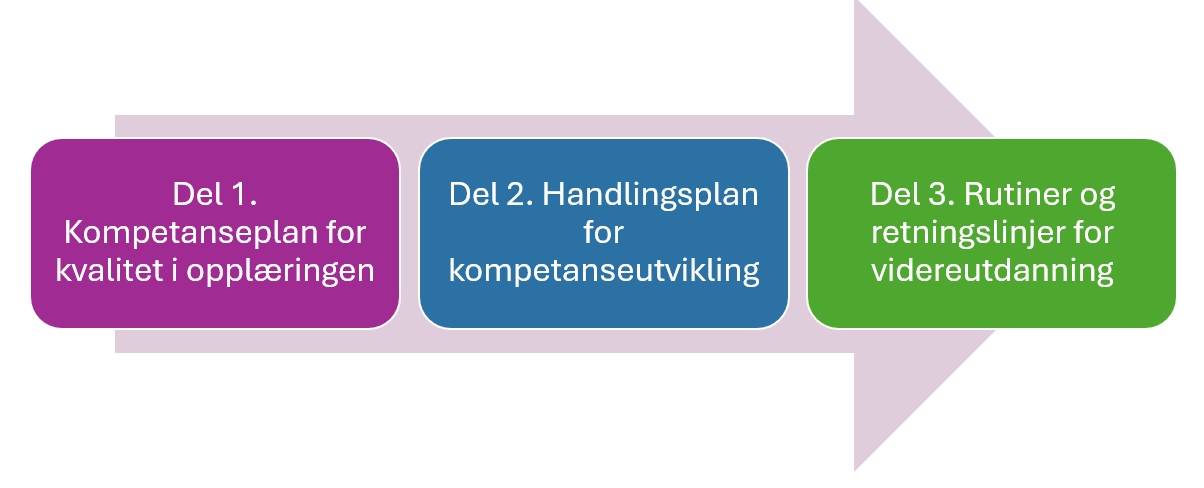 Del 1.
Kompetanseplan for
kvalitet i opplæringen
Del 2. Handlingsplan
for
kompetanseutvikling
Del 3. Rutiner og
retningslinjer for
videreutdanning